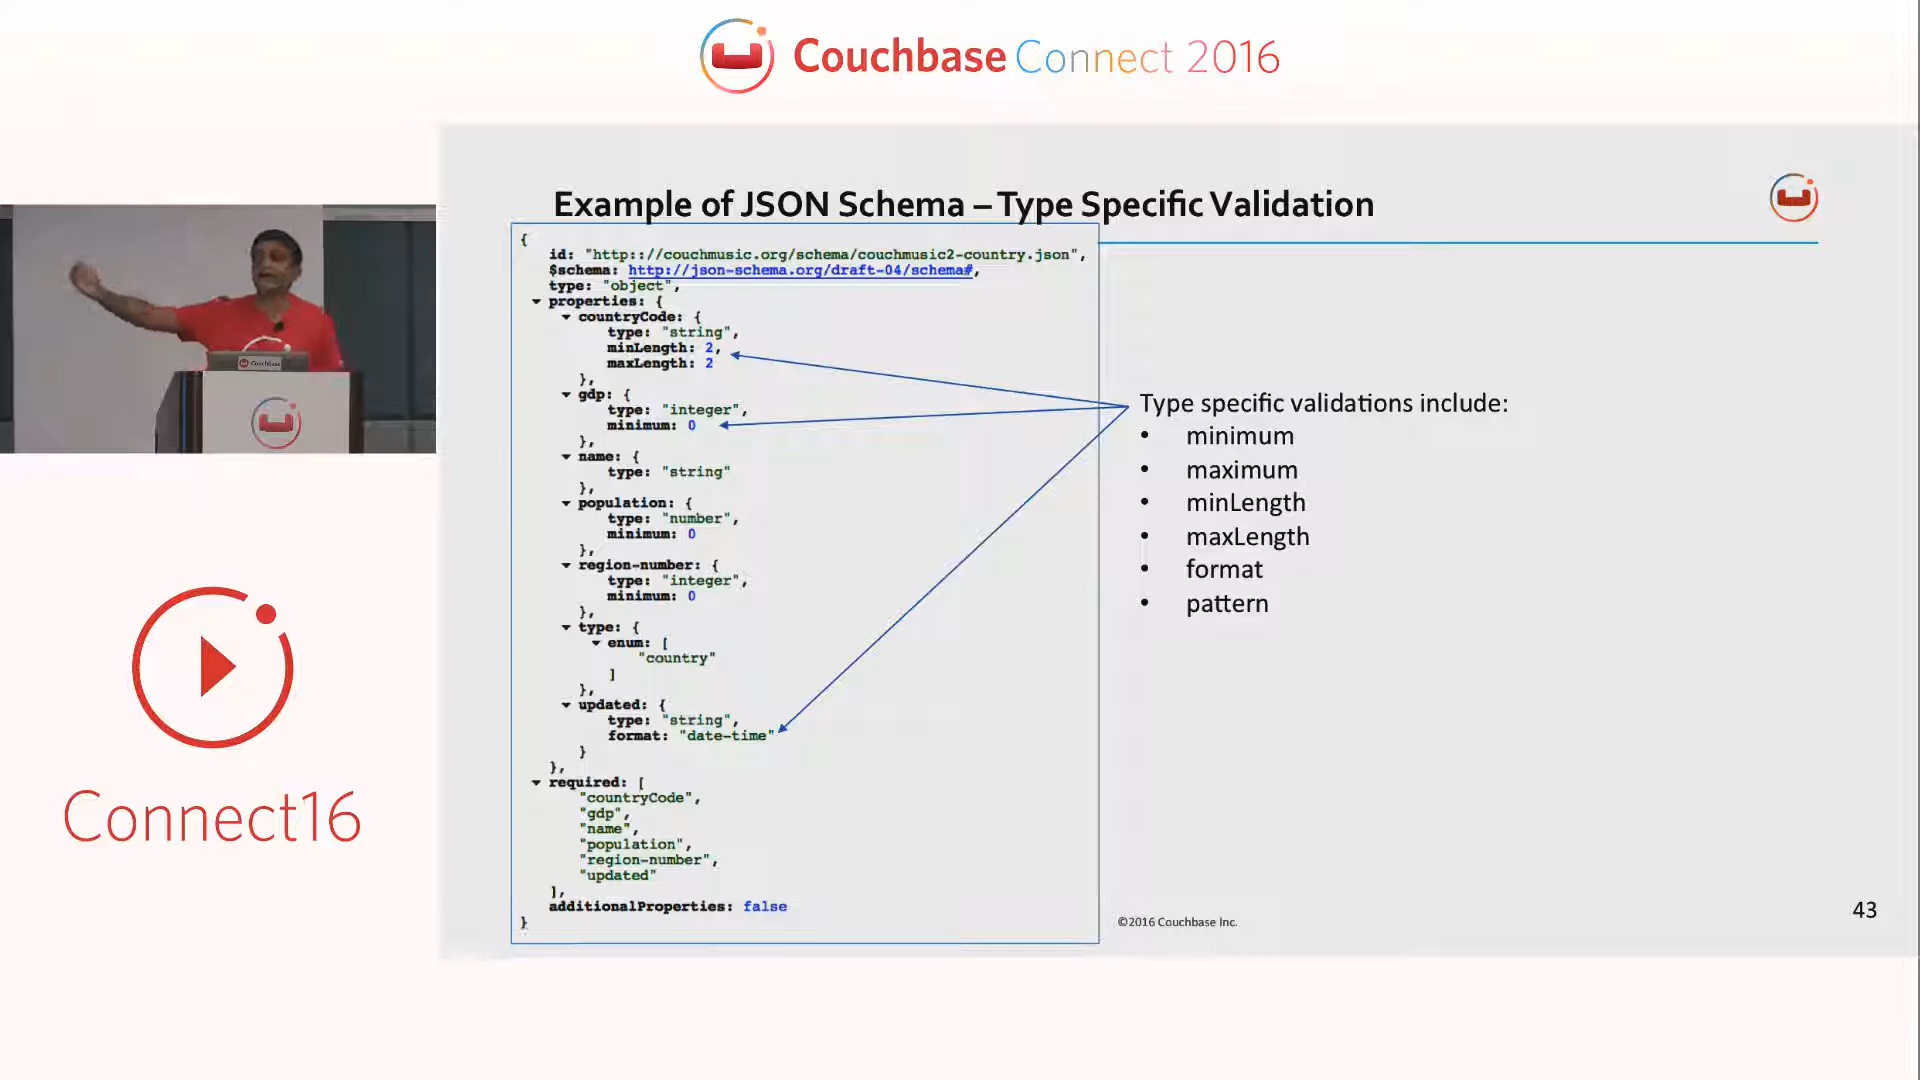 Couchbase Connect 2016
Example of JSON Schema – Type Specific Validation
{
id: "http:://couchmusic.org/schema/couchmusic2-country.json",
$schema: http://json-schema.org/draft-04/schema#,
type: "object",
properties: {
countryCode: {
type: "string",
minLength: 2,
maxLength: 2
},
gdp: {
type: "integer",
minimum: 0
},
name: {
type: "string"
},
population: {
type: "number",
minimum: 0
},
region-number: {
type: "integer",
minimum: 0
},
type: {
enum: [
"country"
]
},
updated: {
type: "string",
format: "date-time"
}
},
required: [
"countryCode",
"gdp",
"name",
"population",
"region-number",
"updated"
],
additionalProperties: false
}
Type specific validations include:
• minimum
• maximum
• minLength
• maxLength
• format
• pattern
©2016 Couchbase Inc.
43
Couchbase
Connect16